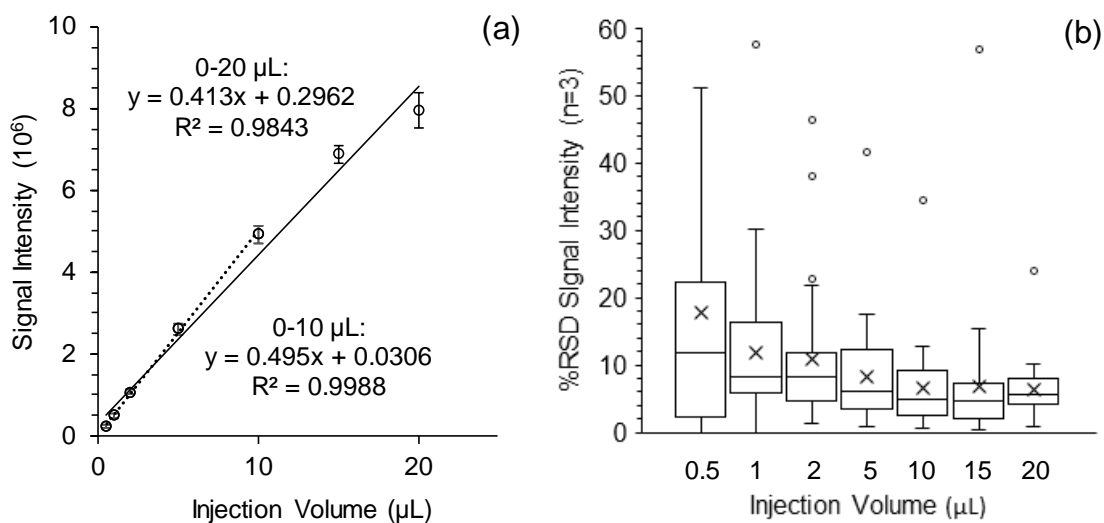 (a)
Signal Intensity (10⁶)
10
8
6
4
2
0
0-20 µL:
y = 0.413x + 0.2962
R² = 0.9843
0-10 µL:
y = 0.495x + 0.0306
R² = 0.9988
0 10 20
Injection Volume (µL)
(b)
%RSD SIgnal Intensity (n=3)
60
50
40
30
20
10
0
0.5 1 2 5 10 15 20
Injection Volume (µL)